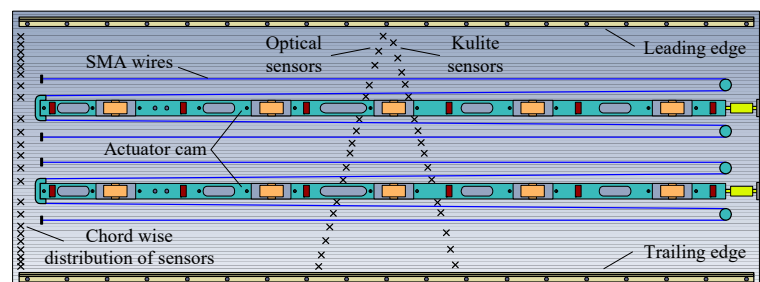 Optical
sensors
Kulite
sensors
Leading edge
SMA wires
Actuator cam
Chord wise
distribution of sensors
Trailing edge